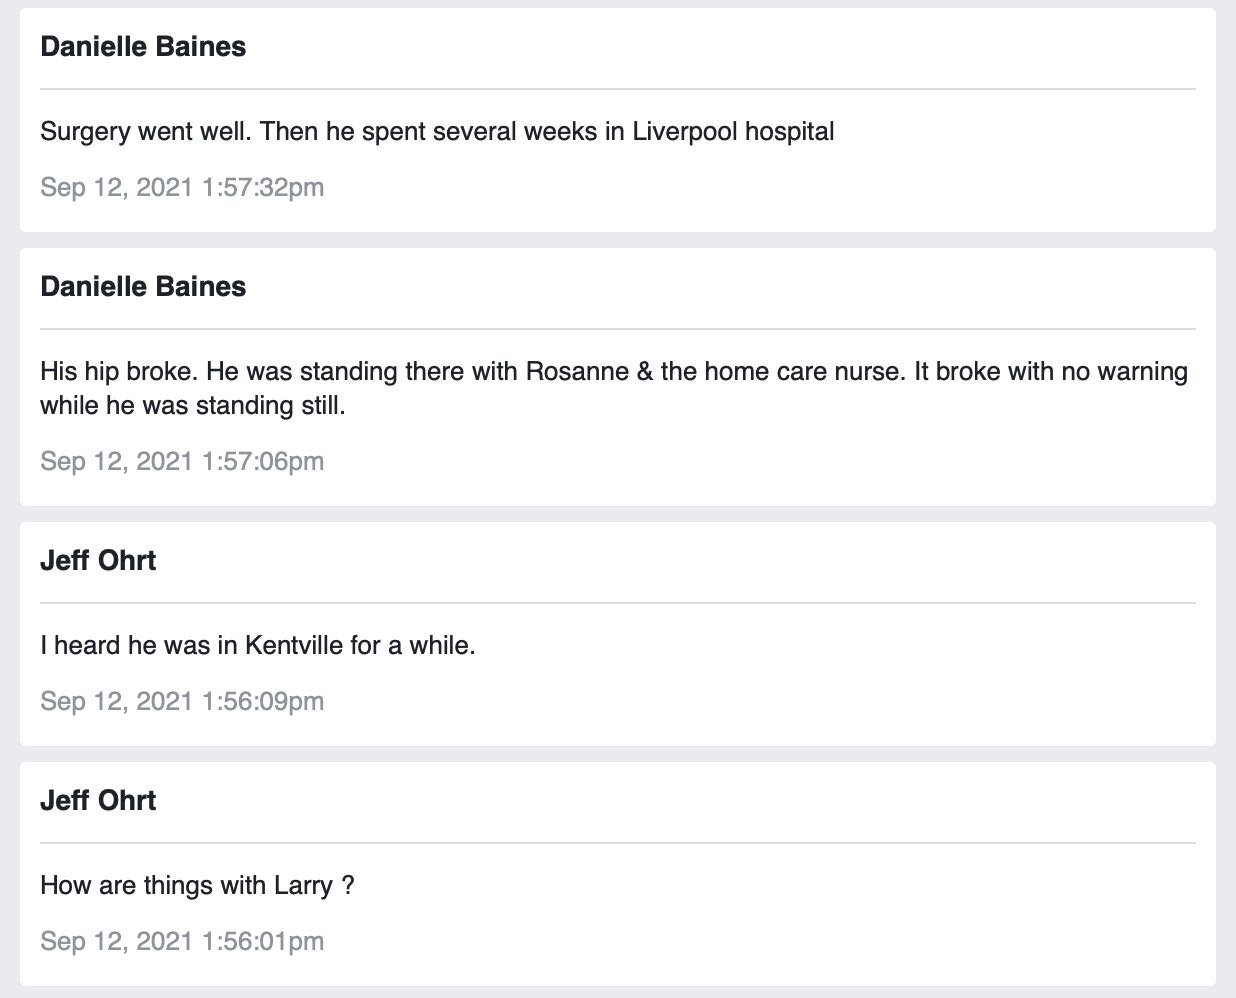 Danielle Baines
Surgery went well. Then he spent several weeks in Liverpool hospital
Sep 12, 2021 1:57:32pm
Danielle Baines
His hip broke. He was standing there with Rosanne & the home care nurse. It broke with no warning
while he was standing still.
Sep 12, 2021 1:57:06pm
Jeff Ohrt
I heard he was in Kentville for a while.
Sep 12, 2021 1:56:09pm
Jeff Ohrt
How are things with Larry ?
Sep 12, 2021 1:56:01pm